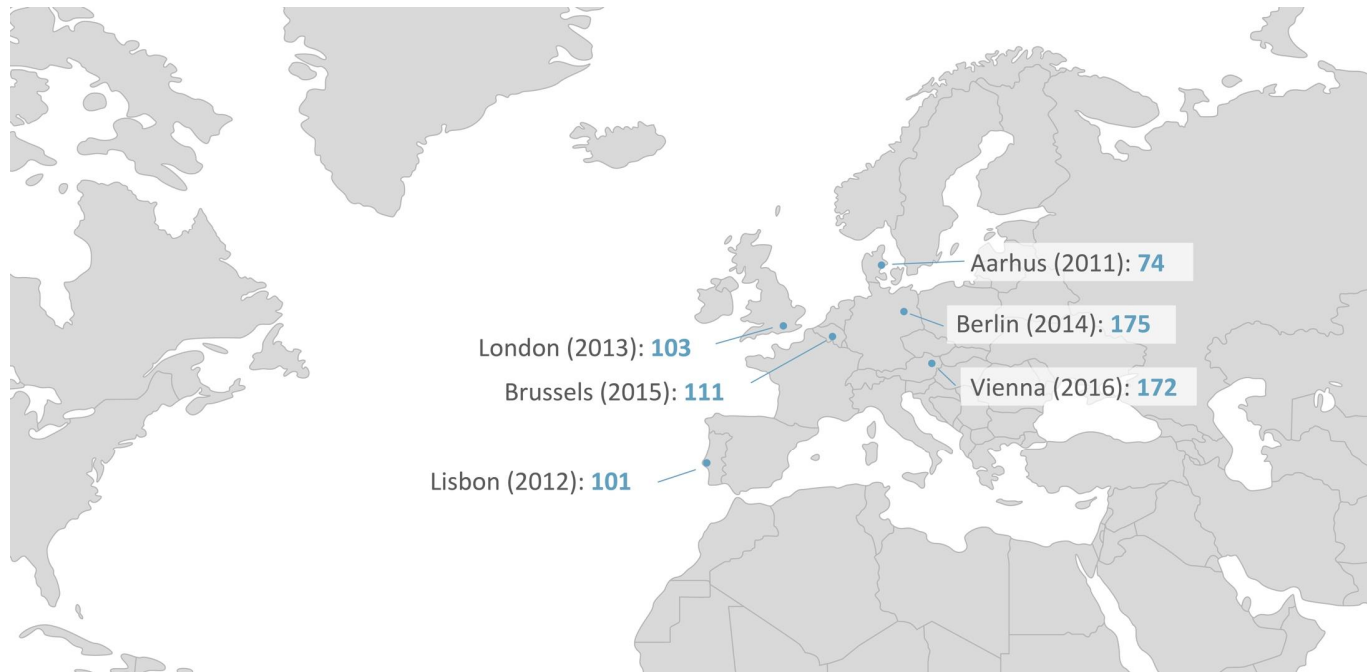 Aarhus (2011): 74
Berlin (2014): 175
London (2013): 103
Brussels (2015): 111
Vienna (2016): 172
Lisbon (2012): 101